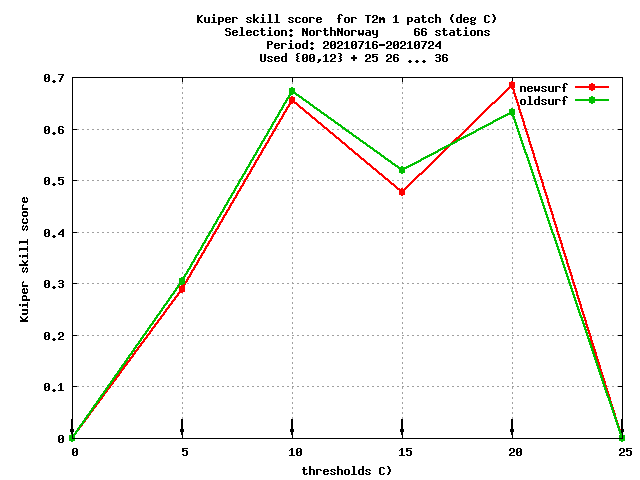 Kuiper skill score  for T2m 1 patch (deg C)
Selection: NorthNorway     66 stations
Period: 20210716-20210724
Used {00,12} + 25 26 ... 36
newsurf
oldsurf
Kuiper skill score
0.7
0.6
0.5
0.4
0.3
0.2
0.1
0
0 5 10 15 20 25
thresholds C)